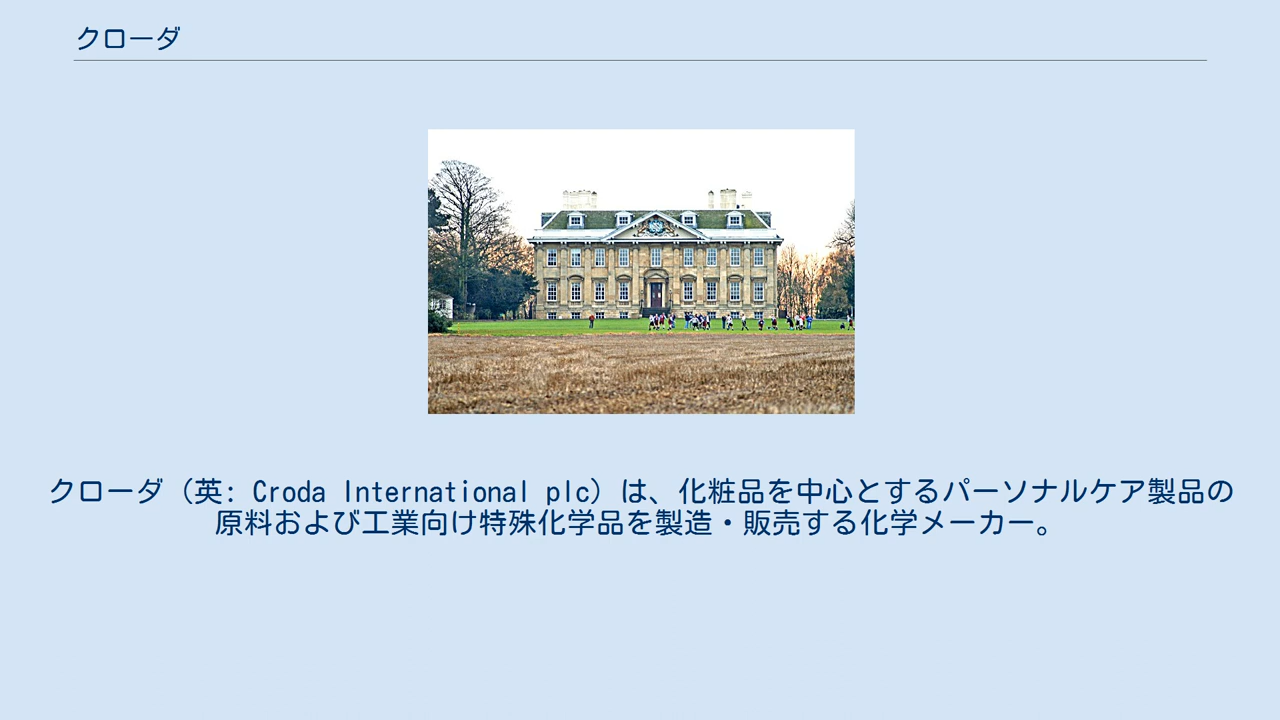 クローダ
クローダ（英: Croda International plc）は、化粧品を中心とするパーソナルケア製品の
原料および工業向け特殊化学品を製造・販売する化学メーカー。